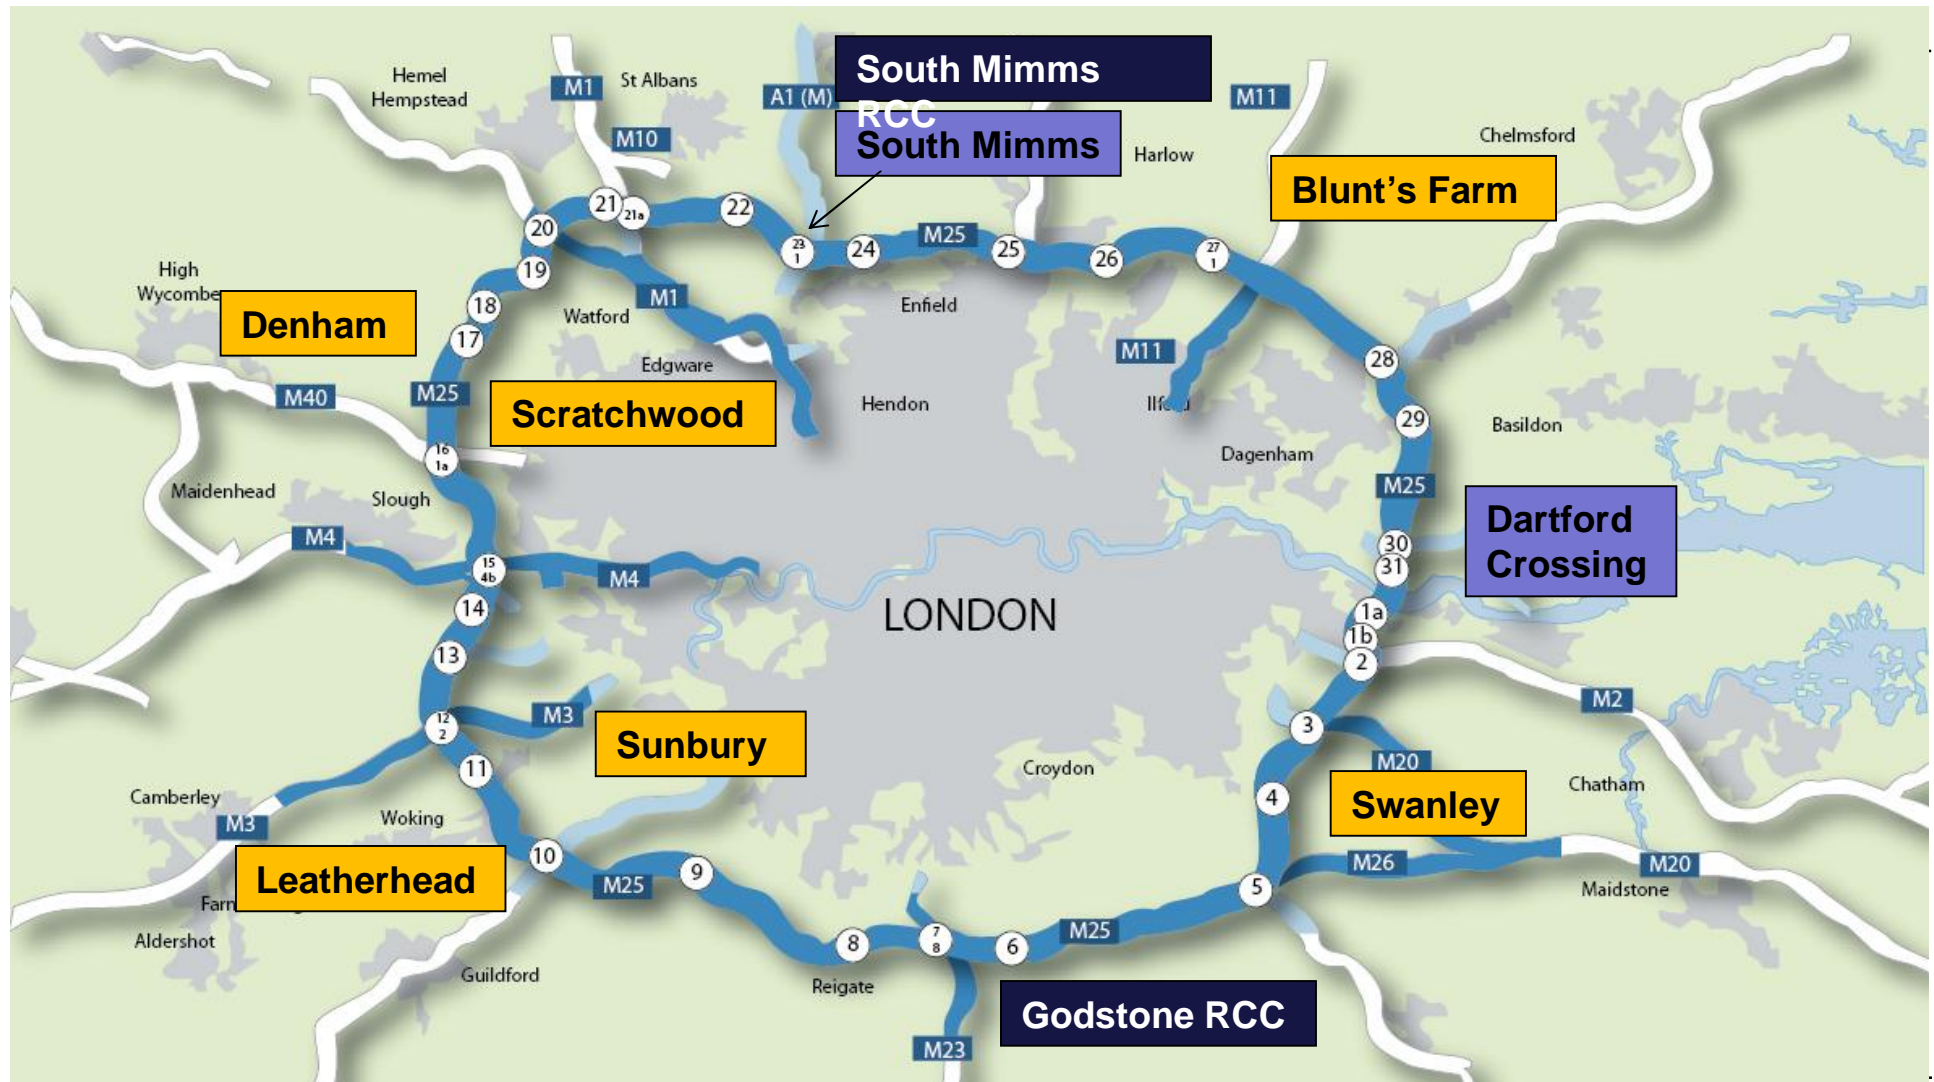 South Mimms
RCC
South Mimms
M1
St Albans
A1 (M)
M11
Hemel
Hempstead
M10
Harlow
Chelmsford
Blunt's Farm
21
21a
22
20
23
1
24
M25
25
26
27
1
19
High
Wycombe
18
M1
Watford
Enfield
Denham
17
Edgware
M11
28
M40
M25
Scratchwood
Hendon
29
Basildon
16
1a
Dagenham
Maidenhead
Slough
M25
Dartford
Crossing
M4
30
15
4b
M4
31
14
LONDON
1a
1b
13
2
M2
12
2
M3
3
Sunbury
11
Croydon
M20
Camberley
4
Swanley
Chatham
M3
Woking
10
M26
M20
Leatherhead
M25
9
5
Maidstone
Aldershot
8
7
8
6
M25
Guildford
Reigate
Godstone RCC
M23